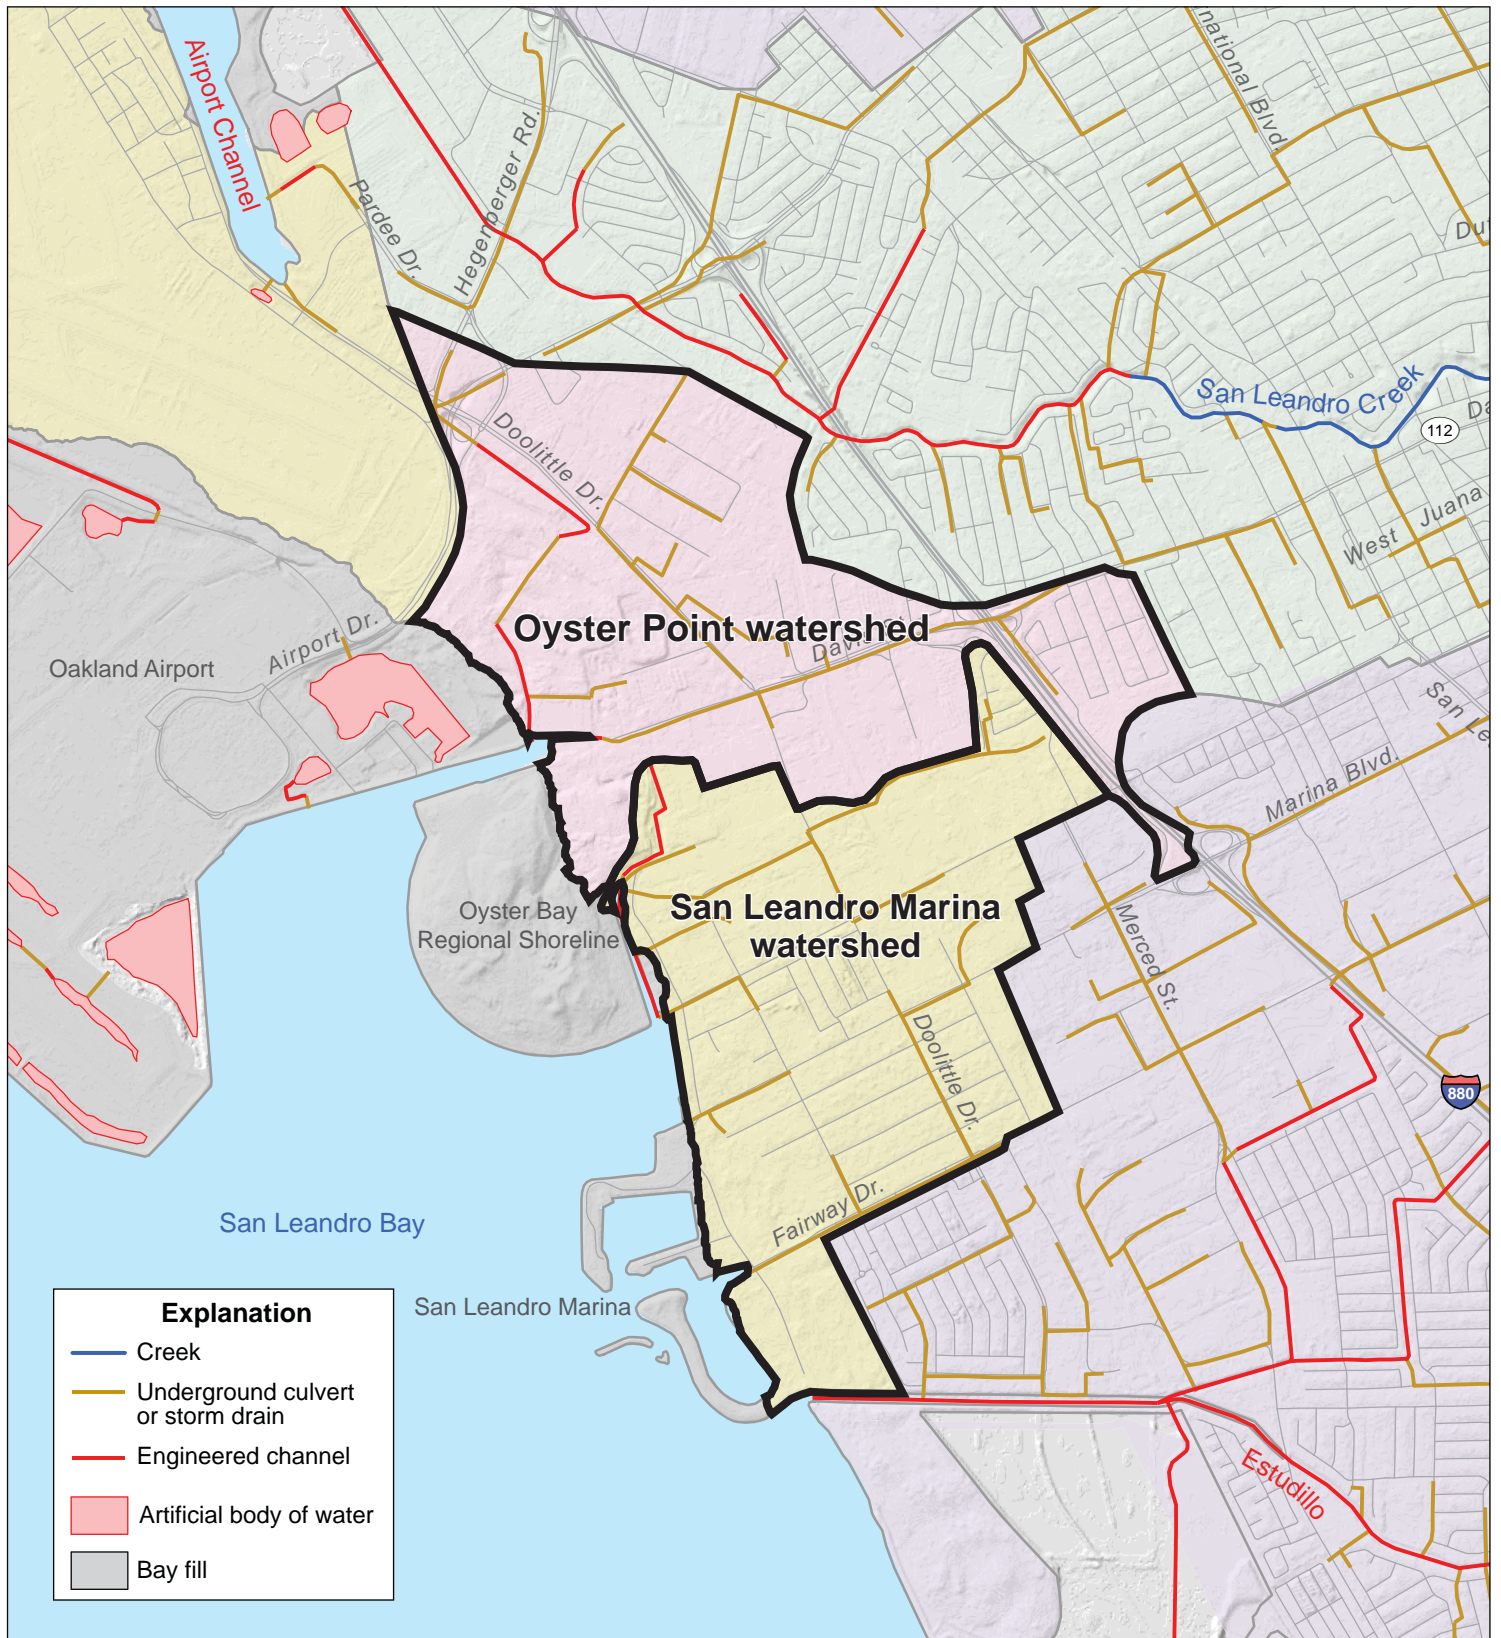 Airport Channel
national Blvd.
Hegenberger Rd.
Pardee Dr.
Du
San Leandro Creek
112
Da
Doolittle Dr.
West Juana
Oyster Point watershed
Davis St.
Airport Dr.
Oakland Airport
San Le
Marina Blvd.
Oyster Bay
Regional Shoreline
San Leandro Marina
watershed
Merced St.
Doolittle Dr.
880
Fairway Dr.
San Leandro Bay
San Leandro Marina
Estudillo
Explanation
Creek
Underground culvert
or storm drain
Engineered channel
Artificial body of water
Bay fill